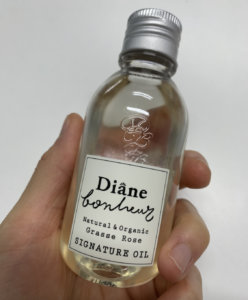 Diâne
bonheur
Natural & Organic
Grasse Rose
SIGNATURE OIL